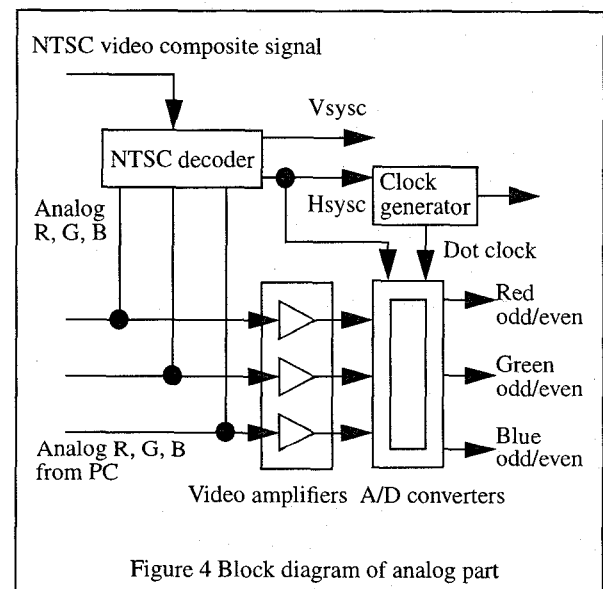 NTSC video composite signal
Vsysc
NTSC decoder
Hsysc
Clock
generator
Analog
R, G, B
Dot clock
Red
odd/even
Green
odd/even
Blue
odd/even
Analog R, G, B
from PC
Video amplifiers A/D converters
Figure 4 Block diagram of analog part